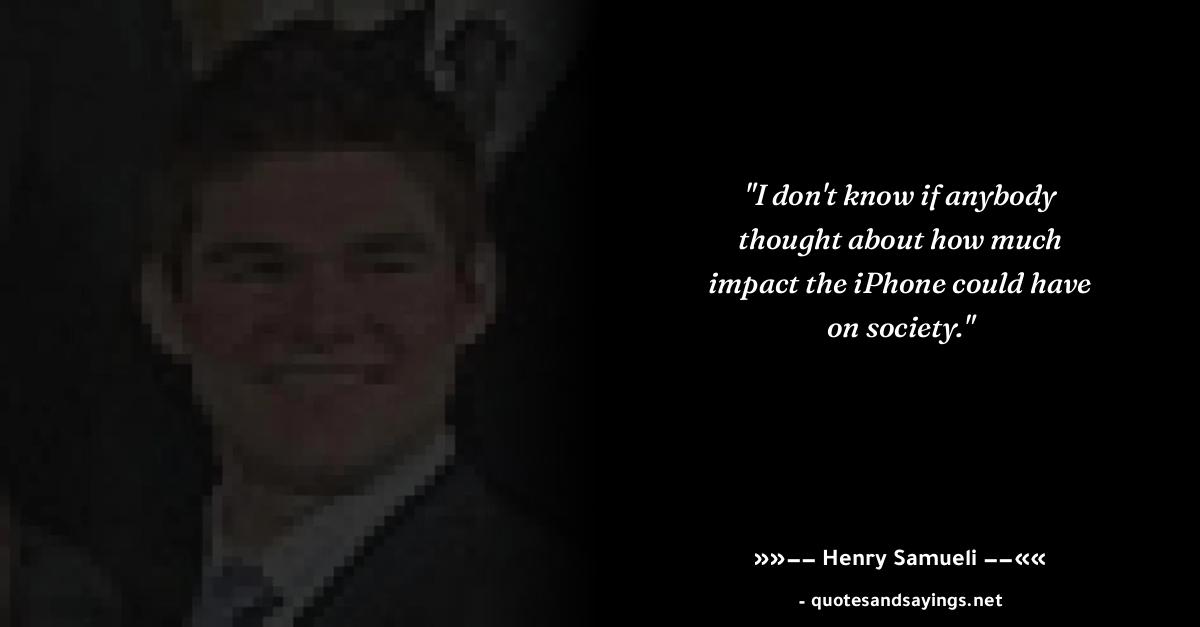 "I don't know if anybody
thought about how much
impact the iPhone could have
on society."
»»–– Henry Samueli ––««
- quotesandsayings.net